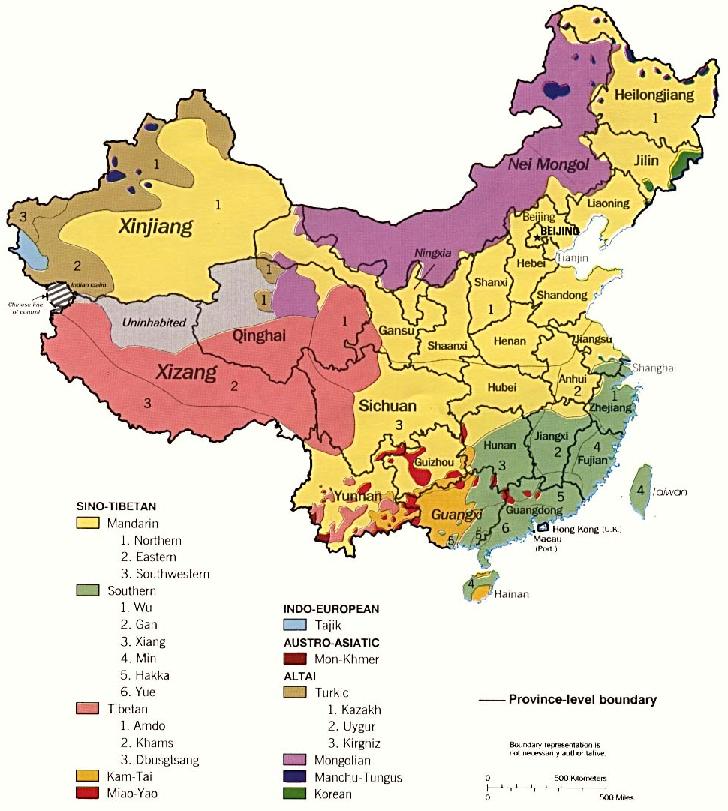 Heilongjiang
1
Jilin
Nei Mongol
Liaoning
Beijing
BEIJING
Tianjin
Hebei
1
1
Xinjiang
3
2
Indian claim
Chinese line
of control
Ningxia
Shanxi
1
Shandong
1
1
Uninhabited
Qinghai
1
Gansu
Shaanxi
Henan
Jiangsu
Shanghai
Xizang
2
3
Sichuan
3
Hubei
Anhui
2
1
Zhejiang
Hunan
3
Jiangxi
2
4
Fujian
Guizhou
Yunnan
Guangxi
Guangdong
5
6
5
5
4
Taiwan
Hong Kong (U.K.)
Macau
(Port.)
4
Hainan
SINO-TIBETAN
Mandarin
1. Northern
2. Eastern
3. Southwestern
Southern
1. Wu
2. Gan
3. Xiang
4. Min
5. Hakka
6. Yue
Tibetan
1. Amdo
2. Khams
3. Dbusgtsang
Kam-Tai
Miao-Yao
INDO-EUROPEAN
Tajik
AUSTRO-ASIATIC
Mon-Khmer
ALTAI
Turkic
1. Kazakh
2. Uygur
3. Kirghiz
Mongolian
Manchu-Tungus
Korean
Province-level boundary
Boundary representation is
not necessarily authoritative.
0 500 Kilometers
0 500 Miles